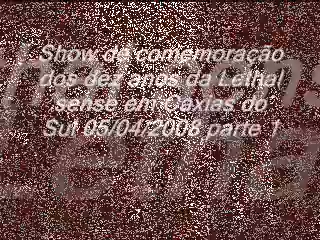 Show de comemoração
dos dez anos da Lethal
sense em Caxias do
Sul 05/04/2008 parte 1